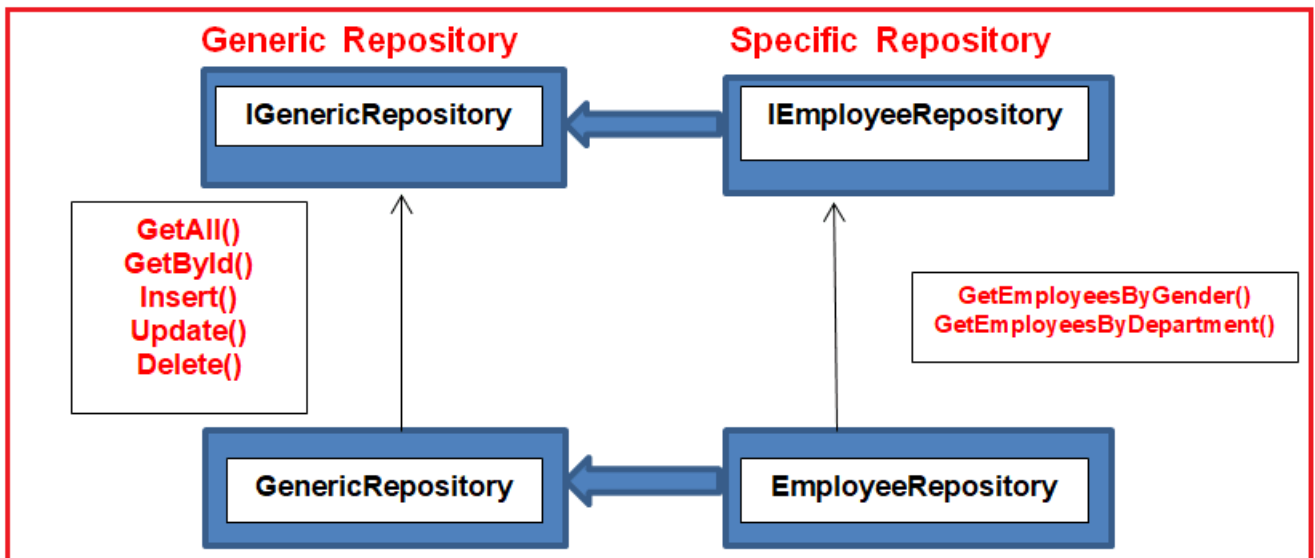 Generic Repository
Specific Repository
IGenericRepository
IEmployeeRepository
GetAll()
GetById()
Insert()
Update()
Delete()
GetEmployeesByGender()
GetEmployeesByDepartment()
GenericRepository
EmployeeRepository